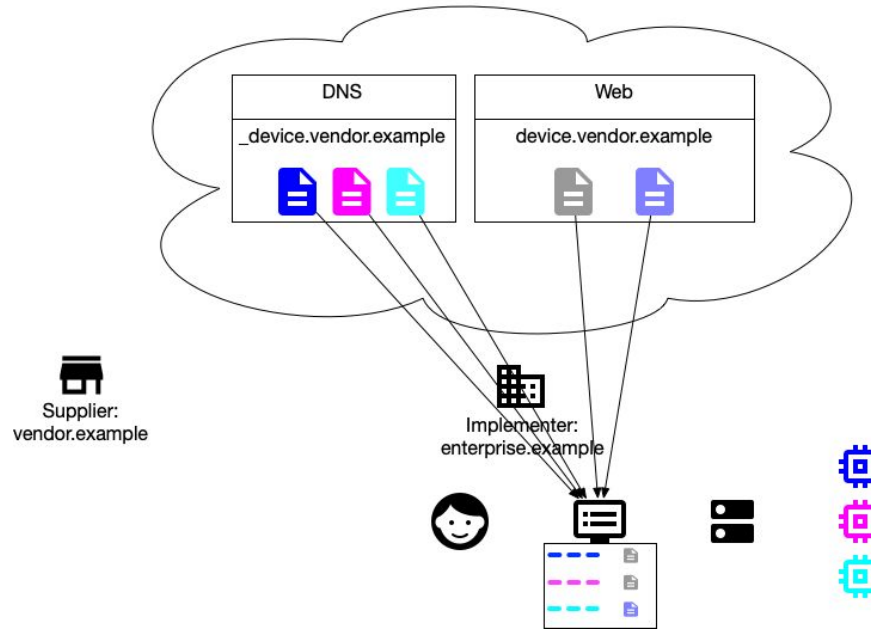 DNS
Web
_device.vendor.example
device.vendor.example
Supplier:
vendor.example
Implementer:
enterprise.example